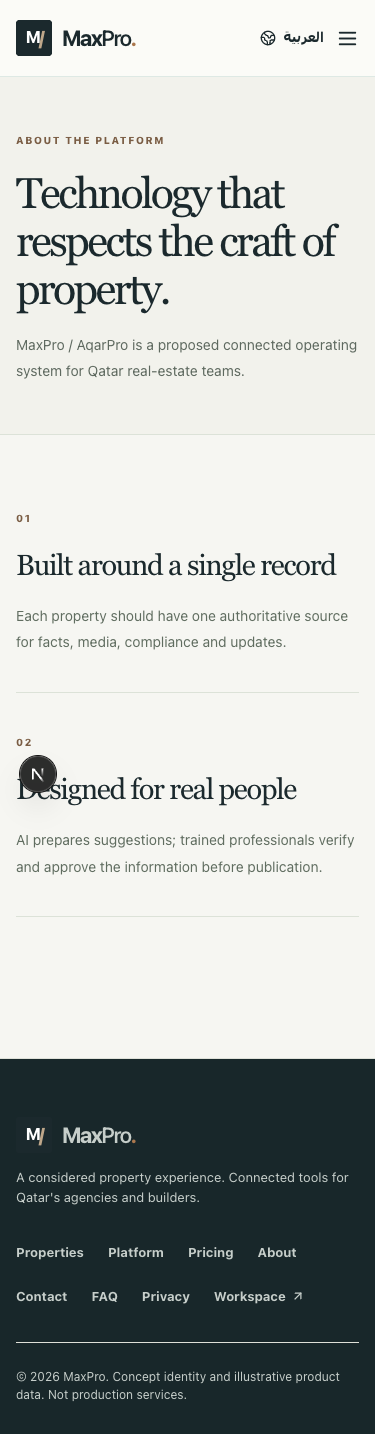 M/ MaxPro. العربية
ABOUT THE PLATFORM
Technology that
respects the craft of
property.
MaxPro / AqarPro is a proposed connected operating
system for Qatar real-estate teams.
01
Built around a single record
Each property should have one authoritative source
for facts, media, compliance and updates.
02
N
Designed for real people
AI prepares suggestions; trained professionals verify
and approve the information before publication.
M/ MaxPro.
A considered property experience. Connected tools for
Qatar's agencies and builders.
Properties Platform Pricing About
Contact FAQ Privacy Workspace ↗
© 2026 MaxPro. Concept identity and illustrative product
data. Not production services.